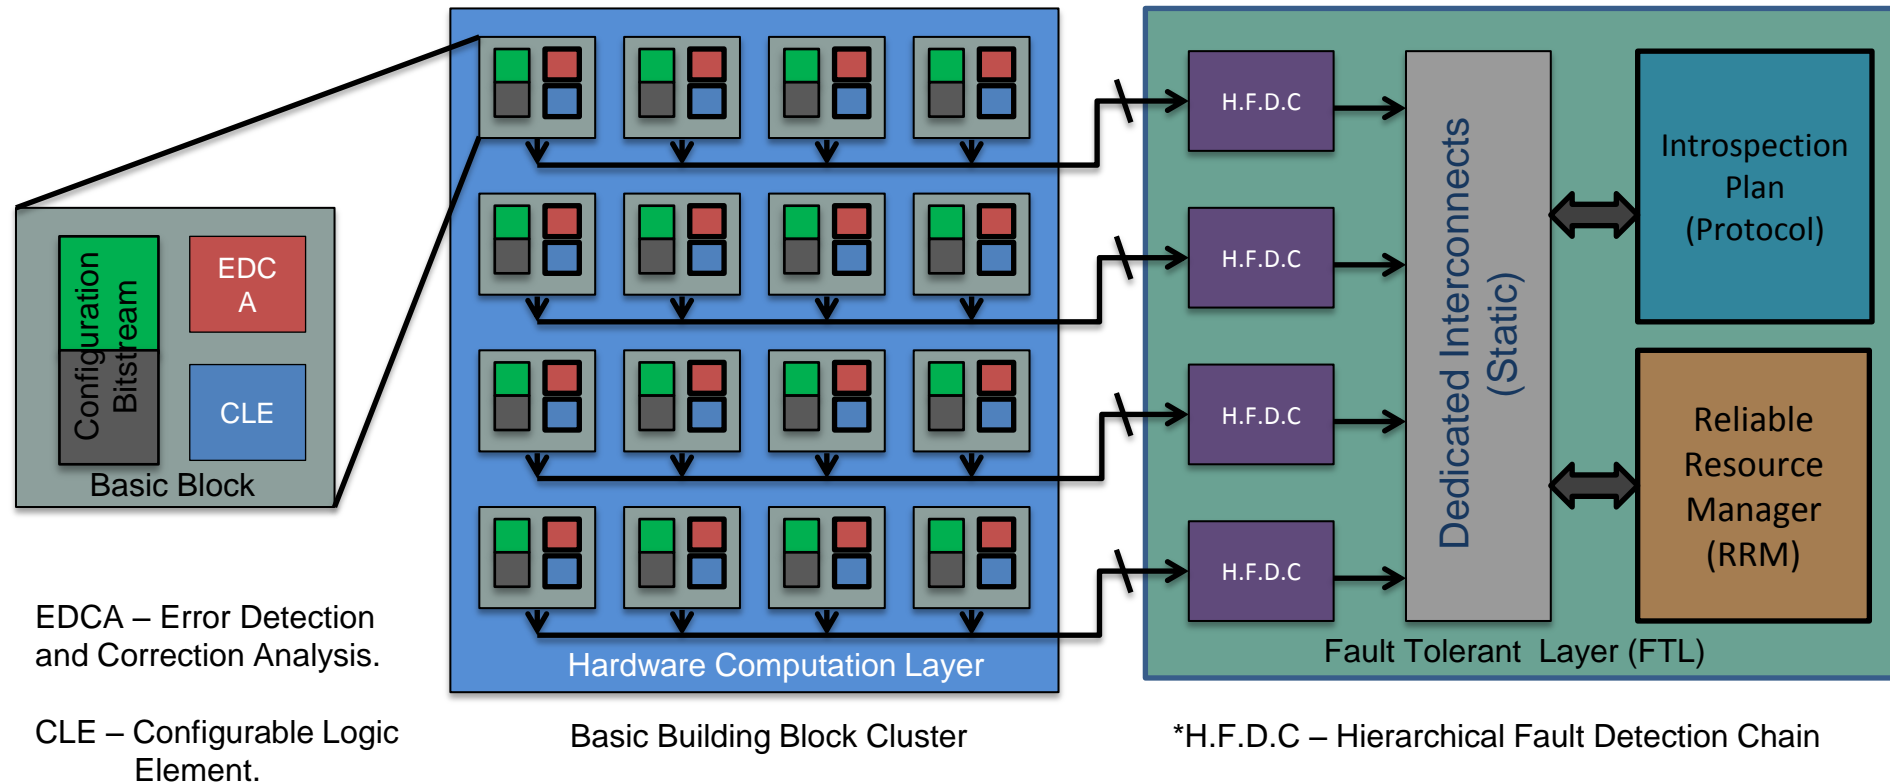 Configuration
Bitstream
EDC
A
CLE
Basic Block
EDCA – Error Detection
and Correction Analysis.
CLE – Configurable Logic
Element.
Hardware Computation Layer
Basic Building Block Cluster
H.F.D.C
H.F.D.C
H.F.D.C
H.F.D.C
Dedicated Interconnects
(Static)
Introspection
Plan
(Protocol)
Reliable
Resource
Manager
(RRM)
Fault Tolerant Layer (FTL)
*H.F.D.C – Hierarchical Fault Detection Chain